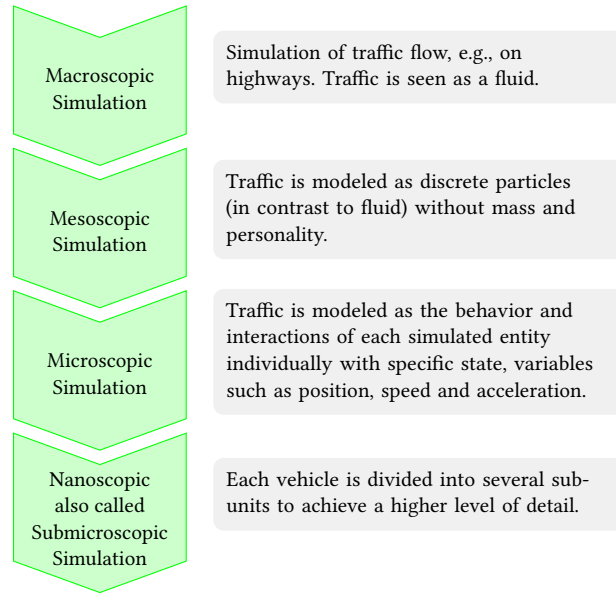 Macroscopic
Simulation
Simulation of traffic flow, e.g., on
highways. Traffic is seen as a fluid.
Mesoscopic
Simulation
Traffic is modeled as discrete particles
(in contrast to fluid) without mass and
personality.
Microscopic
Simulation
Traffic is modeled as the behavior and
interactions of each simulated entity
individually with specific state, variables
such as position, speed and acceleration.
Nanoscopic
also called
Submicroscopic
Simulation
Each vehicle is divided into several sub-
units to achieve a higher level of detail.